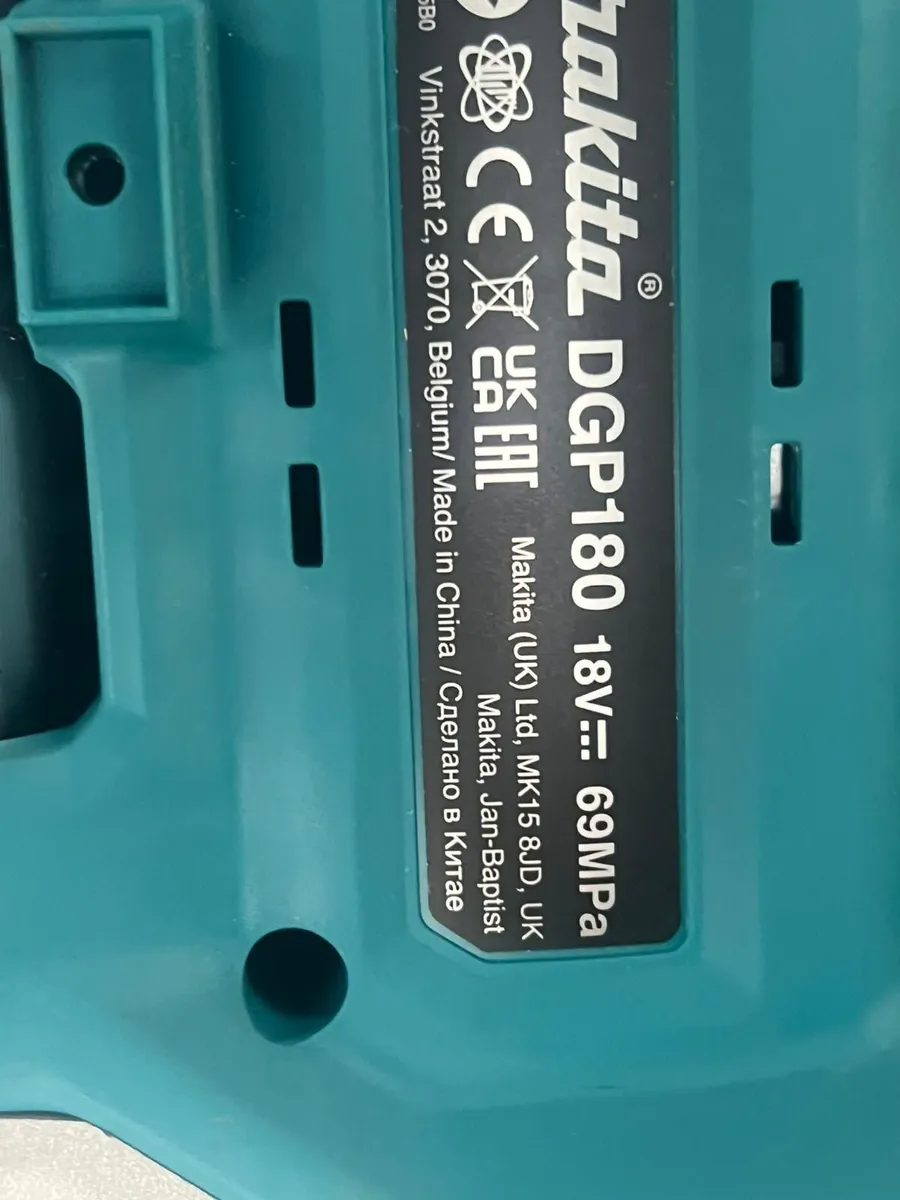 makita® DGP180 18V⎓ 69MPa
CE UK CA EAC Makita (UK) Ltd, MK15 8JD, UK
Makita, Jan-Baptist
Vinkstraat 2, 3070, Belgium/ Made in China / Сделано в Китае